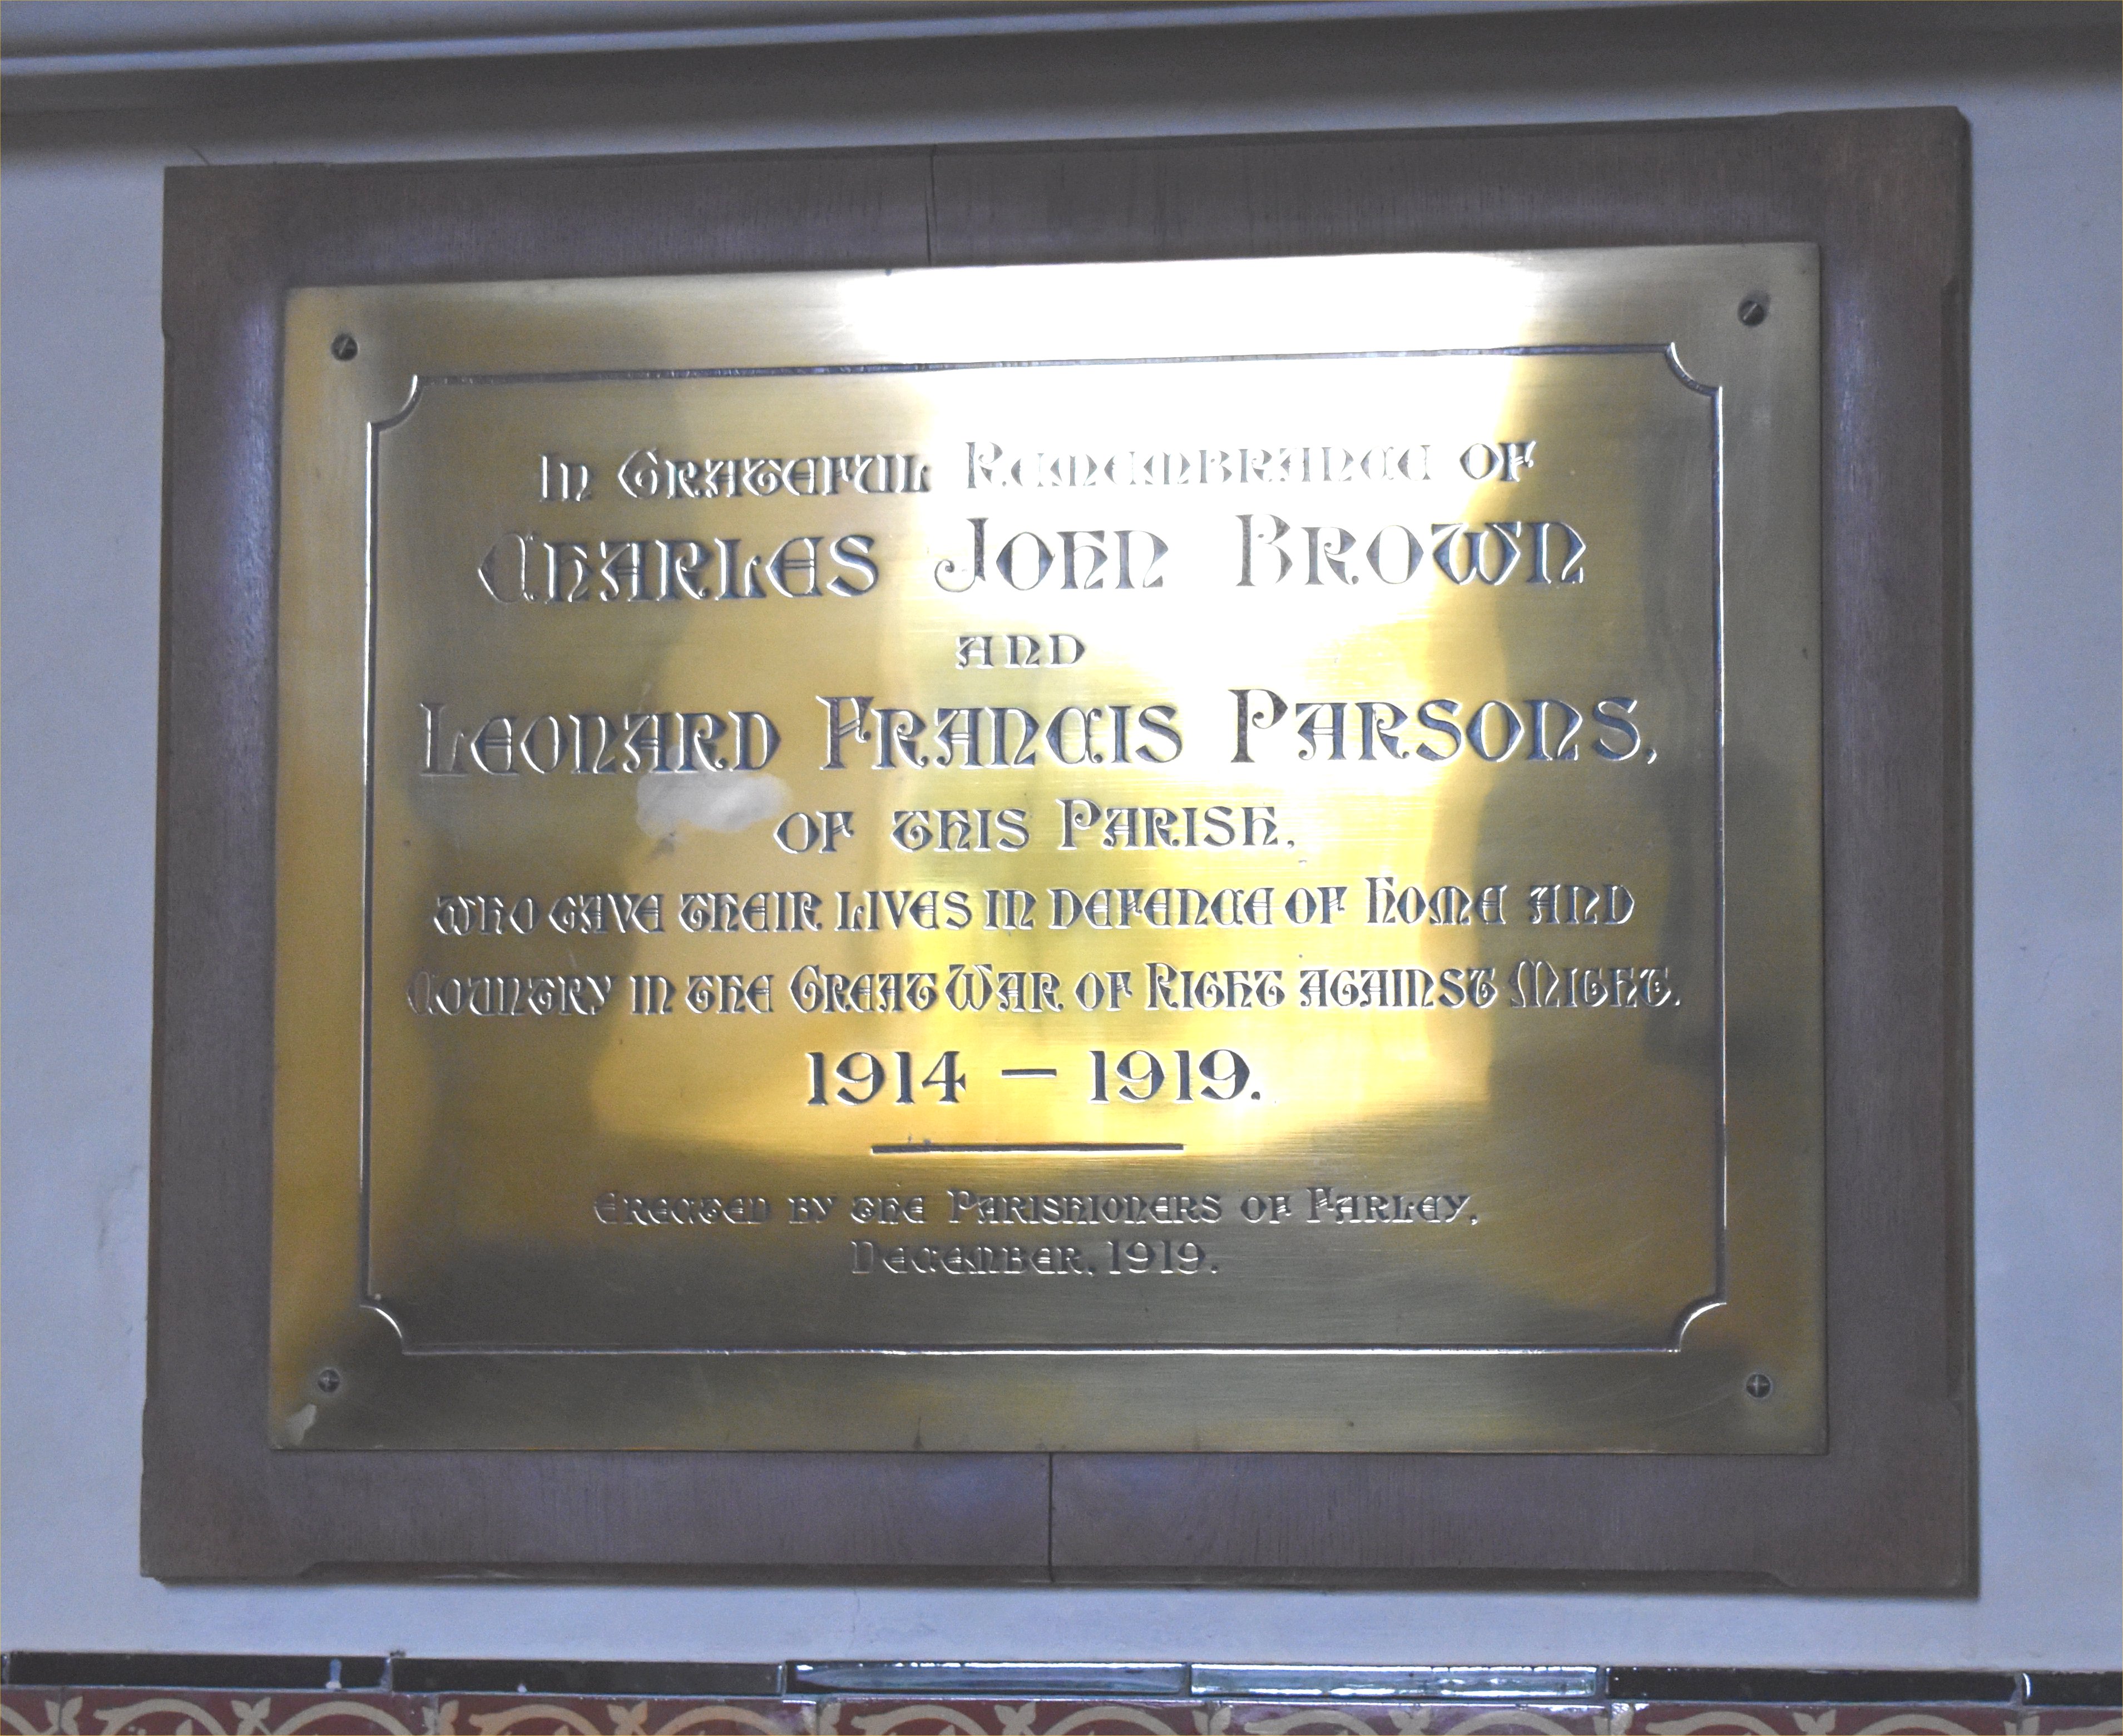 In Grateful Remembrance of
Charles John Brown
and
Leonard Francis Parsons,
of this Parish,
who gave their lives in defence of Home and
Country in the Great War of Right against Might.
1914 – 1919.
Erected by the Parishioners of Farley,
December, 1919.